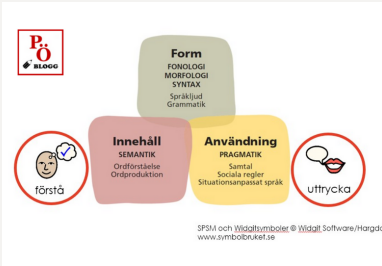 PÖ
BLOGG
Form
FONOLOGI
MORFOLOGI
SYNTAX
Språkljud
Grammatik
Innehåll
SEMANTIK
Ordförståelse
Ordproduktion
Användning
PRAGMATIK
Samtal
Sociala regler
Situationsanpassat språk
förstå
uttrycka
SPSM och Widgitsymboler @ Widgit Software/Hargdo
www.symbolbruket.se